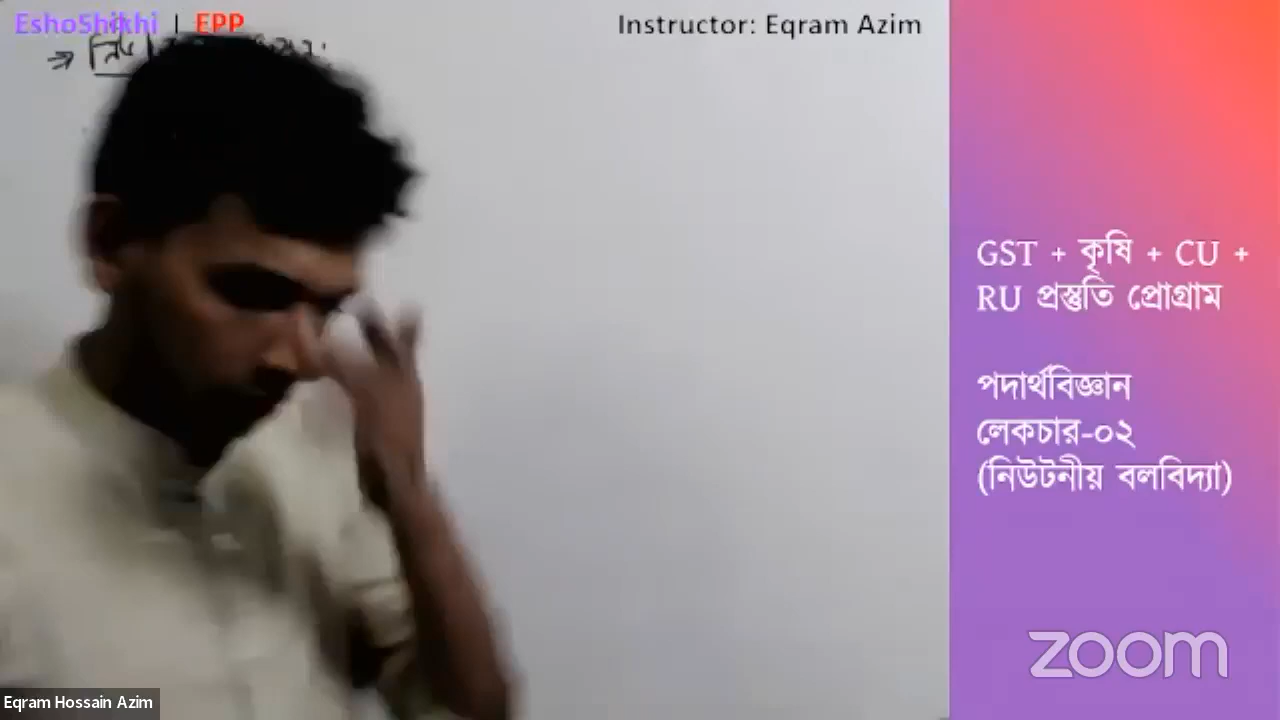 EshoShikhi | EPP
Instructor: Eqram Azim
GST + কৃষি + CU +
RU প্রস্তুতি প্রোগ্রাম
পদার্থবিজ্ঞান
লেকচার-০২
(নিউটনীয় বলবিদ্যা)
zoom
Eqram Hossain Azim